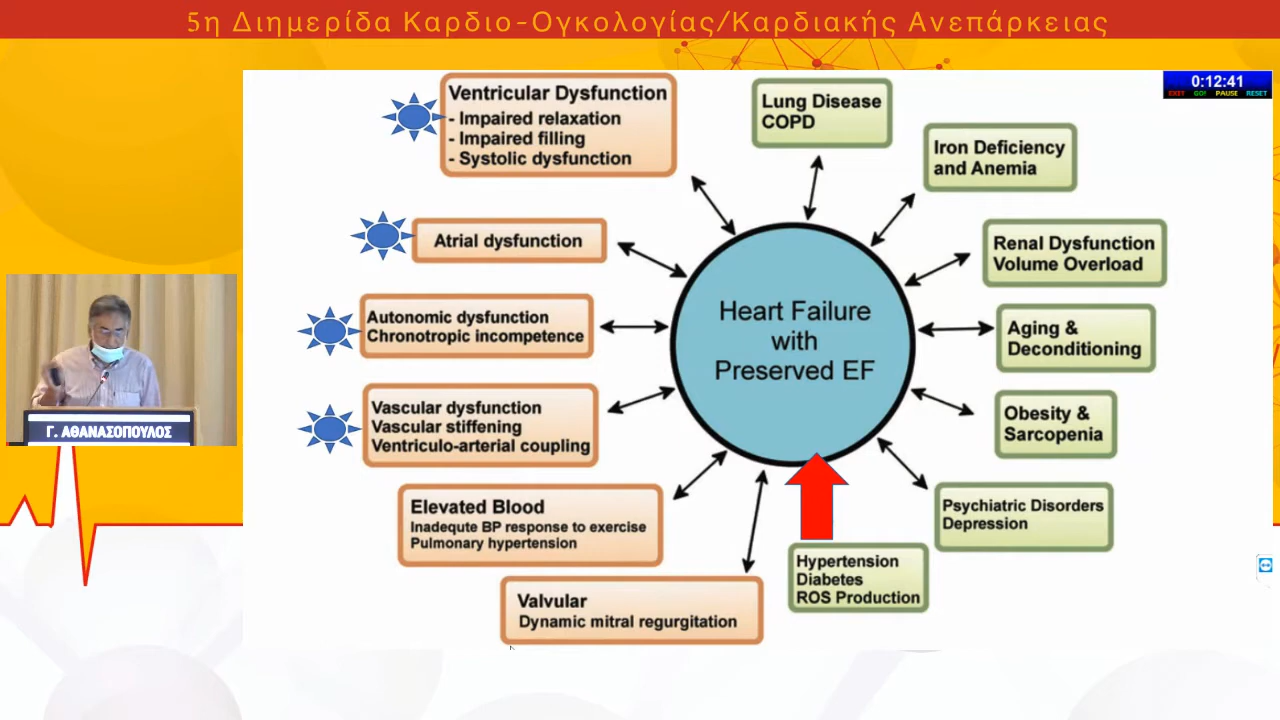 5η Διημερίδα Καρδιο-Ογκολογίας/Καρδιακής Ανεπάρκειας
0:12:41
EXIT GO! PAUSE RESET
Ventricular Dysfunction
- Impaired relaxation
- Impaired filling
- Systolic dysfunction
Lung Disease
COPD
Iron Deficiency
and Anemia
Atrial dysfunction
Renal Dysfunction
Volume Overload
Autonomic dysfunction
Chronotropic incompetence
Heart Failure
with
Preserved EF
Aging &
Deconditioning
Vascular dysfunction
Vascular stiffening
Ventriculo-arterial coupling
Obesity &
Sarcopenia
Γ. ΑΘΑΝΑΣΟΠΟΥΛΟΣ
Elevated Blood
Inadequte BP response to exercise
Pulmonary hypertension
Psychiatric Disorders
Depression
Hypertension
Diabetes
ROS Production
Valvular
Dynamic mitral regurgitation